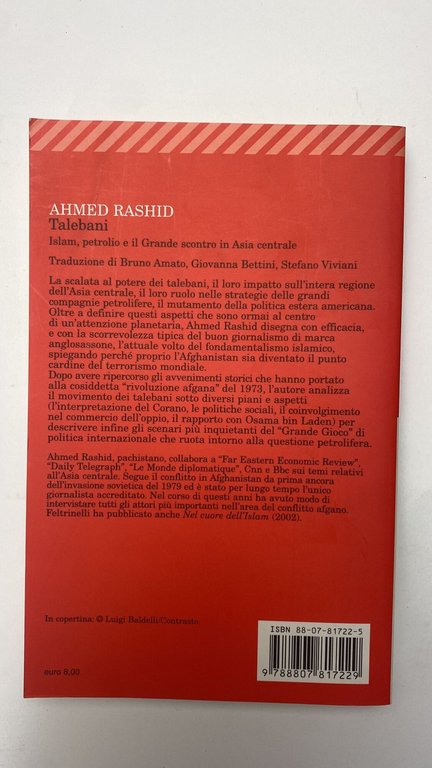 AHMED RASHID
Talebani
Islam, petrolio e il Grande scontro in Asia centrale
Traduzione di Bruno Amato, Giovanna Bettini, Stefano Viviani
La scalata al potere dei talebani, il loro impatto sull'intera regione
dell'Asia centrale, il loro ruolo nelle strategie delle grandi
compagnie petrolifere, il mutamento della politica estera americana.
Oltre a definire questi aspetti che sono ormai al centro
di un'attenzione planetaria, Ahmed Rashid disegna con efficacia,
e con la scorrevolezza tipica del buon giornalismo di marca
anglosassone, l'attuale volto del fondamentalismo islamico,
spiegando perché proprio l'Afghanistan sia diventato il punto
cardine del terrorismo mondiale.
Dopo avere ripercorso gli avvenimenti storici che hanno portato
alla cosiddetta "rivoluzione afgana" del 1973, l'autore analizza
il movimento dei talebani sotto diversi piani e aspetti
(l'interpretazione del Corano, le politiche sociali, il coinvolgimento
nel commercio dell'oppio, il rapporto con Osama bin Laden) per
descrivere infine gli scenari più inquietanti del "Grande Gioco" di
politica internazionale che ruota intorno alla questione petrolifera.
Ahmed Rashid, pachistano, collabora a "Far Eastern Economic Review",
"Daily Telegraph", "Le Monde diplomatique", Cnn e Bbc sui temi relativi
all'Asia centrale. Segue il conflitto in Afghanistan da prima ancora
dell'invasione sovietica del 1979 ed è stato per lungo tempo l'unico
giornalista accreditato. Nel corso di questi anni ha avuto modo di
intervistare tutti gli attori più importanti nell'area del conflitto afgano.
Feltrinelli ha pubblicato anche Nel cuore dell'Islam (2002).
In copertina: © Luigi Baldelli/Contrasto.
ISBN 88-07-81722-5
9 788807 817229
euro 8,00